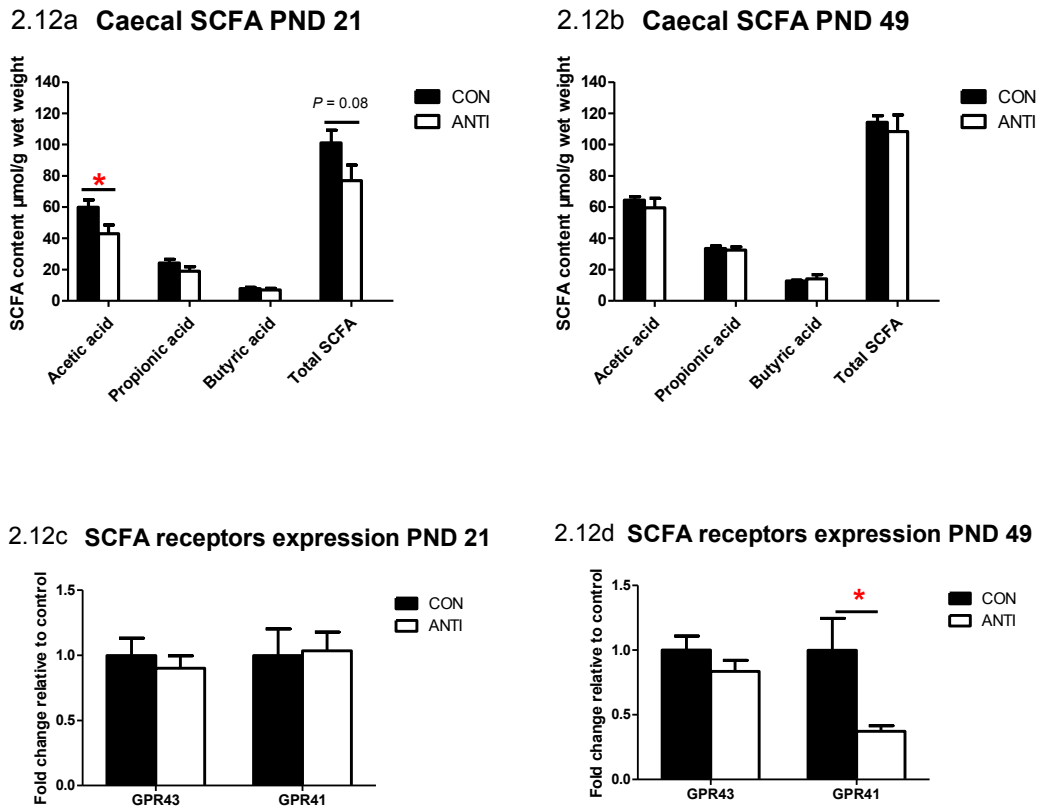 2.12a Caecal SCFA PND 21
SCFA content µmol/g wet weight
140
120
100
80
60
40
20
0
*
P = 0.08
CON
ANTI
Acetic acid
Propionic acid
Butyric acid
Total SCFA
2.12b Caecal SCFA PND 49
SCFA content µmol/g wet weight
140
120
100
80
60
40
20
0
CON
ANTI
Acetic acid
Propionic acid
Butyric acid
Total SCFA
2.12c SCFA receptors expression PND 21
Fold change relative to control
1.5
1.0
0.5
0.0
CON
ANTI
GPR43
GPR41
2.12d SCFA receptors expression PND 49
Fold change relative to control
1.5
1.0
0.5
0.0
*
CON
ANTI
GPR43
GPR41